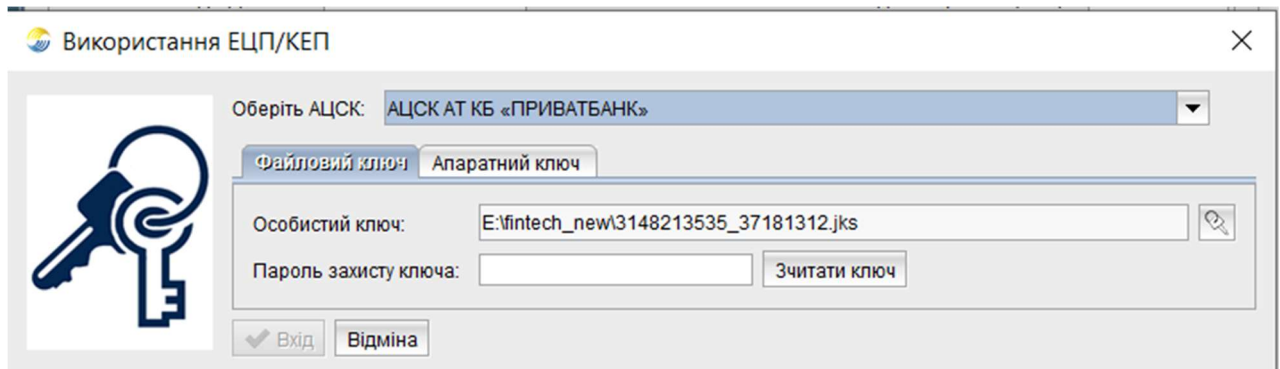 Використання ЕЦП/КЕП
Оберіть АЦСК: АЦСК АТ КБ «ПРИВАТБАНК»
Файловий ключ Апаратний ключ
Особистий ключ: E:\fintech_new\3148213535_37181312.jks
Пароль захисту ключа: Зчитати ключ
Вхід Відміна